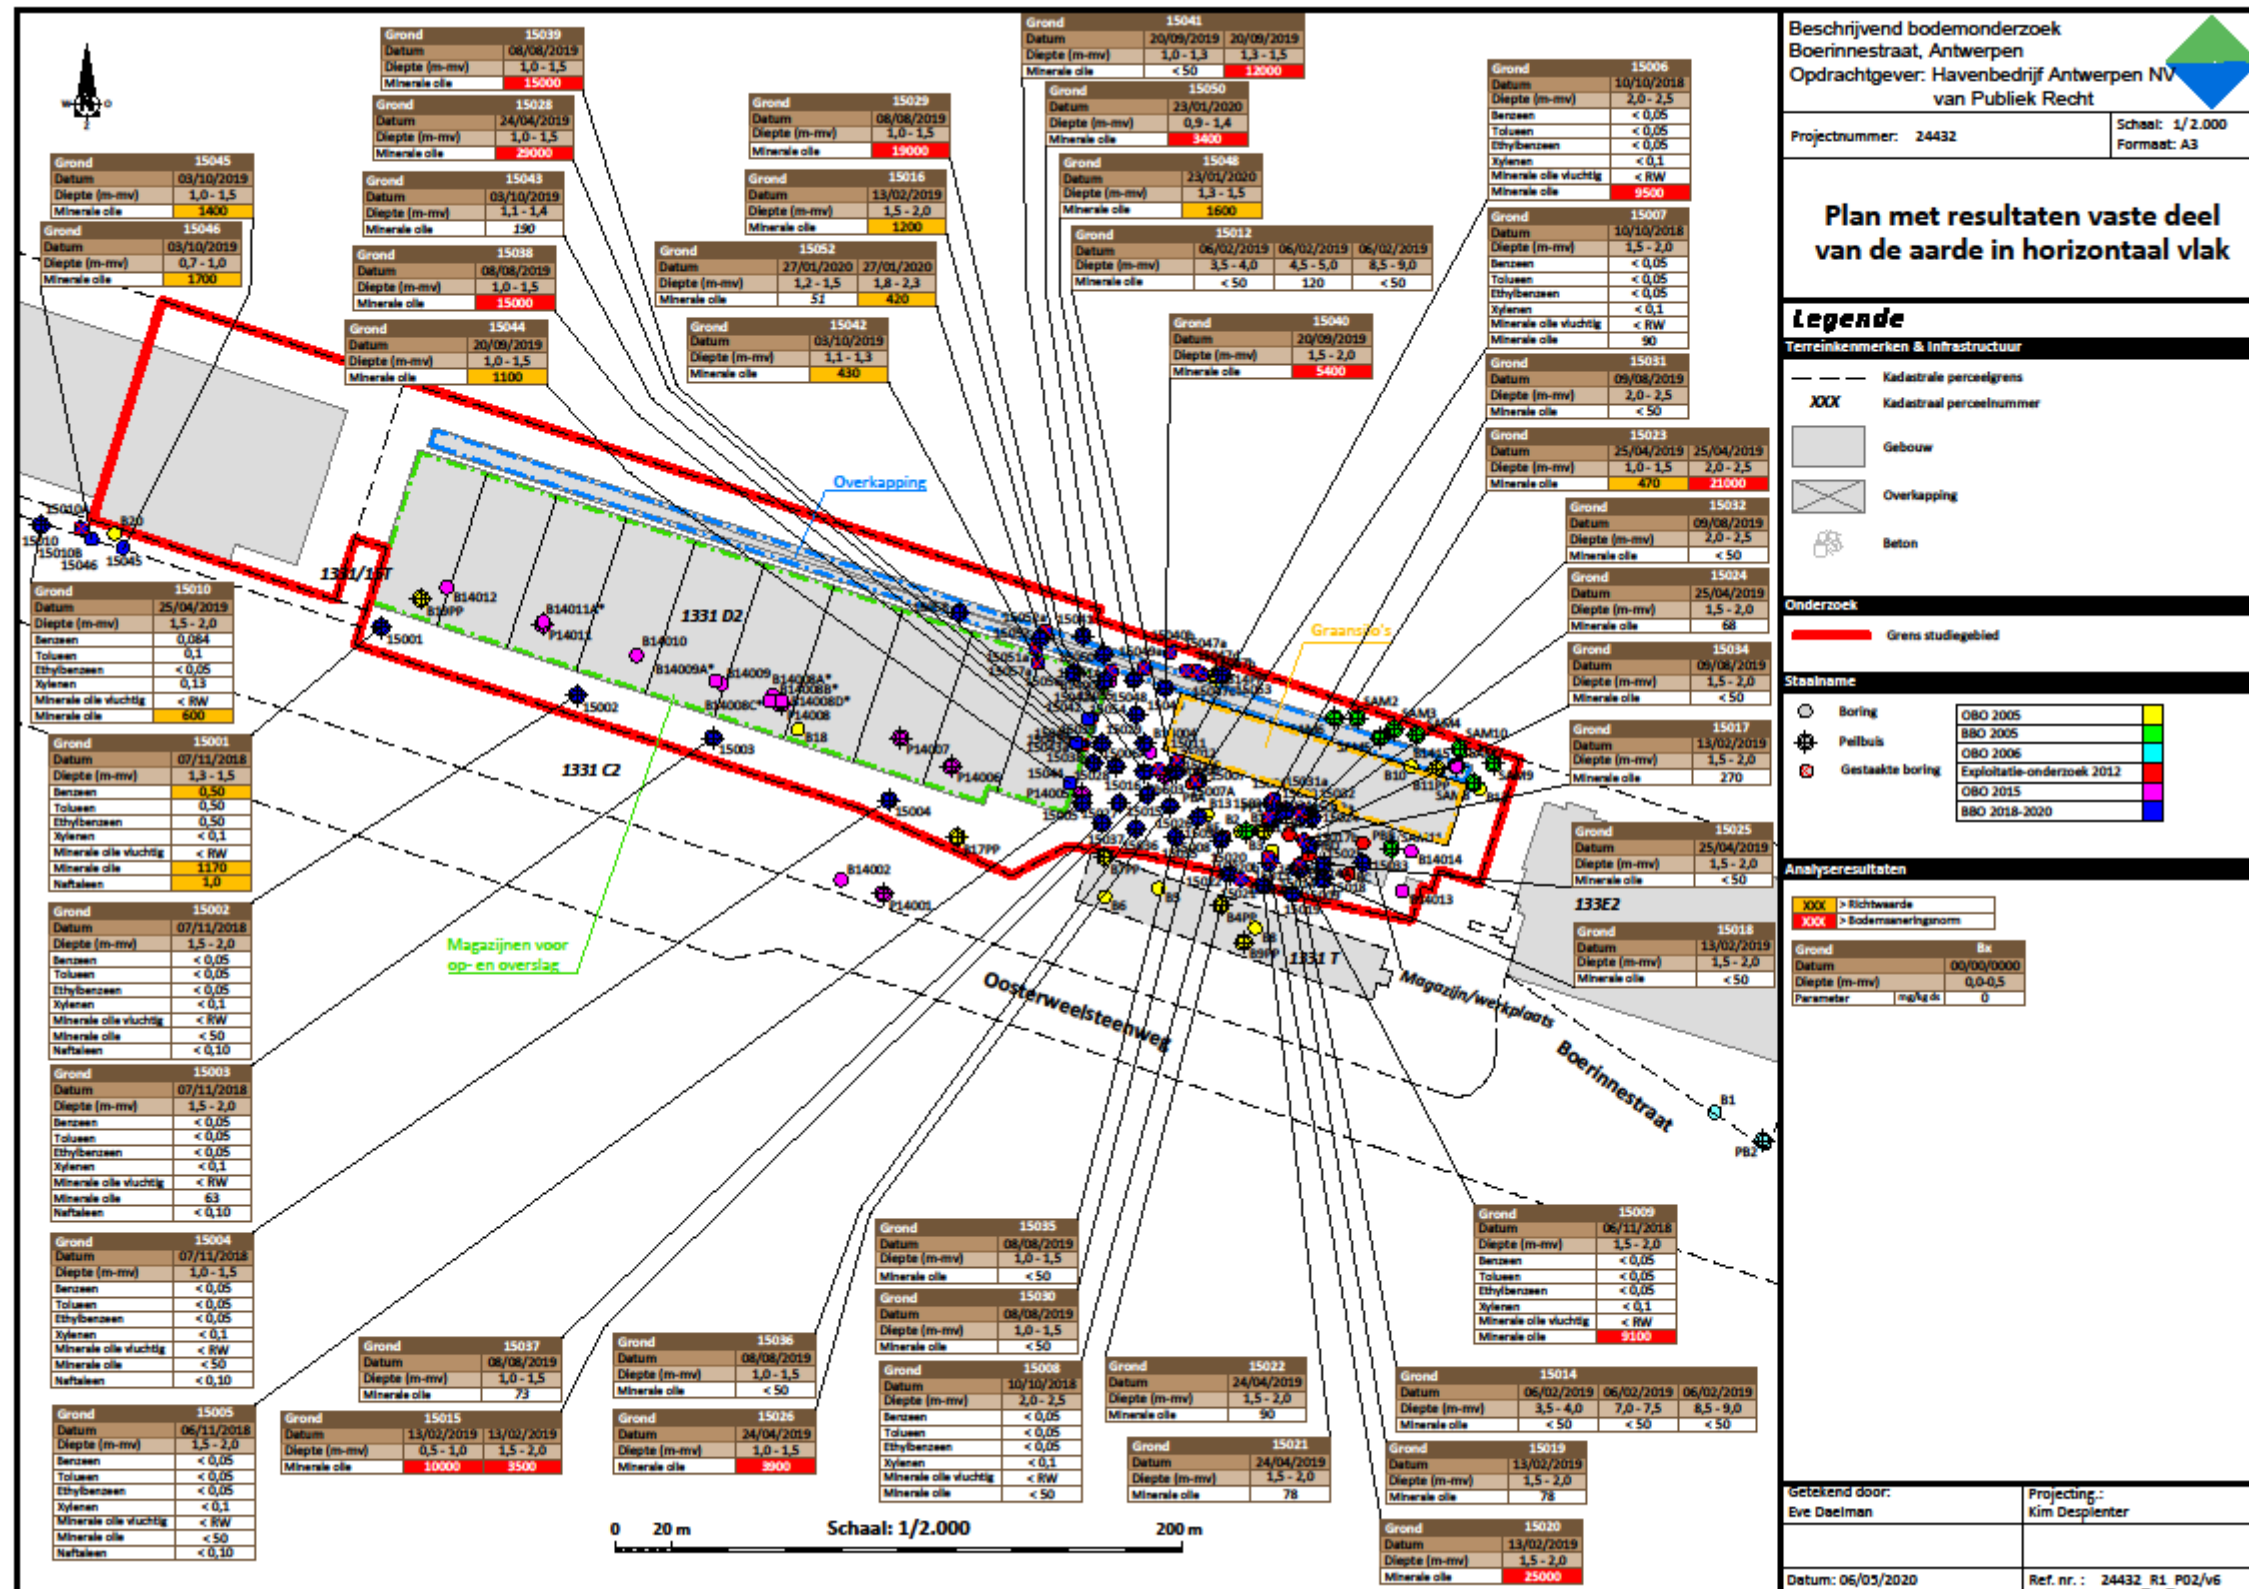 Beschrijvend bodemonderzoek
Boerinnestraat, Antwerpen
Opdrachtgever: Havenbedrijf Antwerpen NV
van Publiek Recht
Projectnummer: 24432
Schaal: 1/2.000
Formaat: A3
Plan met resultaten vaste deel
van de aarde in horizontaal vlak
Legende
Terreinkenmerken & Infrastructuur
Kadastrale perceelgrens
XXX Kadastraal perceelnummer
Gebouw
Overkapping
Beton
Onderzoek
Grens studiegebied
Staalname
Boring
Peilbuis
Gestaakte boring
OBO 2005
BBO 2005
OBO 2006
Exploitatie-onderzoek 2012
OBO 2015
BBO 2018-2020
Analyseresultaten
XXX > Richtwaarde
XXX > Bodemsaneringsnorm
Grond Bx
Datum 00/00/0000
Diepte (m-mv) 0,0-0,5
Parameter mg/kg ds 0
Getekend door:
Eve Daelman
Projecting.:
Kim Desplenter
Datum: 06/05/2020
Ref. nr. : 24432_R1_P02/v6
Grond 15039
Datum 08/08/2019
Diepte (m-mv) 1,0 - 1,5
Minerale olie 15000
Grond 15028
Datum 24/04/2019
Diepte (m-mv) 1,0 - 1,5
Minerale olie 29000
Grond 15043
Datum 03/10/2019
Diepte (m-mv) 1,1 - 1,4
Minerale olie 190
Grond 15038
Datum 08/08/2019
Diepte (m-mv) 1,0 - 1,5
Minerale olie 15000
Grond 15044
Datum 20/09/2019
Diepte (m-mv) 1,0 - 1,5
Minerale olie 1100
Grond 15045
Datum 03/10/2019
Diepte (m-mv) 1,0 - 1,5
Minerale olie 1400
Grond 15046
Datum 03/10/2019
Diepte (m-mv) 0,7 - 1,0
Minerale olie 1700
Grond 15029
Datum 08/08/2019
Diepte (m-mv) 1,0 - 1,5
Minerale olie 19000
Grond 15016
Datum 13/02/2019
Diepte (m-mv) 1,5 - 2,0
Minerale olie 1200
Grond 15052
Datum 27/01/2020 27/01/2020
Diepte (m-mv) 1,2 - 1,5 1,8 - 2,3
Minerale olie 51 420
Grond 15042
Datum 03/10/2019
Diepte (m-mv) 1,1 - 1,3
Minerale olie 430
Grond 15041
Datum 20/09/2019 20/09/2019
Diepte (m-mv) 1,0 - 1,3 1,3 - 1,5
Minerale olie < 50 12000
Grond 15050
Datum 23/01/2020
Diepte (m-mv) 0,9 - 1,4
Minerale olie 3400
Grond 15048
Datum 23/01/2020
Diepte (m-mv) 1,3 - 1,5
Minerale olie 1600
Grond 15012
Datum 06/02/2019 06/02/2019 06/02/2019
Diepte (m-mv) 3,5 - 4,0 4,5 - 5,0 8,5 - 9,0
Minerale olie < 50 120 < 50
Grond 15040
Datum 20/09/2019
Diepte (m-mv) 1,5 - 2,0
Minerale olie 5400
Grond 15006
Datum 10/10/2018
Diepte (m-mv) 2,0 - 2,5
Benzeen < 0,05
Tolueen < 0,05
Ethylbenzeen < 0,05
Xylenen < 0,1
Minerale olie vluchtig < RW
Minerale olie 9500
Grond 15007
Datum 10/10/2018
Diepte (m-mv) 1,5 - 2,0
Benzeen < 0,05
Tolueen < 0,05
Ethylbenzeen < 0,05
Xylenen < 0,1
Minerale olie vluchtig < RW
Minerale olie 90
Grond 15031
Datum 09/08/2019
Diepte (m-mv) 2,0 - 2,5
Minerale olie < 50
Grond 15023
Datum 25/04/2019 25/04/2019
Diepte (m-mv) 1,0 - 1,5 2,0 - 2,5
Minerale olie 470 21000
Grond 15032
Datum 09/08/2019
Diepte (m-mv) 2,0 - 2,5
Minerale olie < 50
Grond 15024
Datum 25/04/2019
Diepte (m-mv) 1,5 - 2,0
Minerale olie 68
Grond 15034
Datum 09/08/2019
Diepte (m-mv) 1,5 - 2,0
Minerale olie < 50
Grond 15017
Datum 13/02/2019
Diepte (m-mv) 1,5 - 2,0
Minerale olie 270
Grond 15025
Datum 25/04/2019
Diepte (m-mv) 1,5 - 2,0
Minerale olie < 50
Grond 15018
Datum 13/02/2019
Diepte (m-mv) 1,5 - 2,0
Minerale olie < 50
Grond 15010
Datum 25/04/2019
Diepte (m-mv) 1,5 - 2,0
Benzeen 0,084
Tolueen 0,1
Ethylbenzeen < 0,05
Xylenen 0,13
Minerale olie vluchtig < RW
Minerale olie 600
Grond 15001
Datum 07/11/2018
Diepte (m-mv) 1,3 - 1,5
Benzeen 0,50
Tolueen 0,50
Ethylbenzeen 0,50
Xylenen < 0,1
Minerale olie vluchtig < RW
Minerale olie 1170
Naftaleen 1,0
Grond 15002
Datum 07/11/2018
Diepte (m-mv) 1,5 - 2,0
Benzeen < 0,05
Tolueen < 0,05
Ethylbenzeen < 0,05
Xylenen < 0,1
Minerale olie vluchtig < RW
Minerale olie < 50
Naftaleen < 0,10
Grond 15003
Datum 07/11/2018
Diepte (m-mv) 1,5 - 2,0
Benzeen < 0,05
Tolueen < 0,05
Ethylbenzeen < 0,05
Xylenen < 0,1
Minerale olie vluchtig < RW
Minerale olie 63
Naftaleen < 0,10
Grond 15004
Datum 07/11/2018
Diepte (m-mv) 1,0 - 1,5
Benzeen < 0,05
Tolueen < 0,05
Ethylbenzeen < 0,05
Xylenen < 0,1
Minerale olie vluchtig < RW
Minerale olie < 50
Naftaleen < 0,10
Grond 15005
Datum 06/11/2018
Diepte (m-mv) 1,5 - 2,0
Benzeen < 0,05
Tolueen < 0,05
Ethylbenzeen < 0,05
Xylenen < 0,1
Minerale olie vluchtig < RW
Minerale olie < 50
Naftaleen < 0,10
Grond 15037
Datum 08/08/2019
Diepte (m-mv) 1,0 - 1,5
Minerale olie 73
Grond 15015
Datum 13/02/2019 13/02/2019
Diepte (m-mv) 0,5 - 1,0 1,5 - 2,0
Minerale olie 10000 3500
Grond 15036
Datum 08/08/2019
Diepte (m-mv) 1,0 - 1,5
Minerale olie < 50
Grond 15026
Datum 24/04/2019
Diepte (m-mv) 1,0 - 1,5
Minerale olie 3900
Grond 15035
Datum 08/08/2019
Diepte (m-mv) 1,0 - 1,5
Minerale olie < 50
Grond 15030
Datum 08/08/2019
Diepte (m-mv) 1,0 - 1,5
Minerale olie < 50
Grond 15008
Datum 10/10/2018
Diepte (m-mv) 2,0 - 2,5
Benzeen < 0,05
Tolueen < 0,05
Ethylbenzeen < 0,05
Xylenen < 0,1
Minerale olie vluchtig < RW
Minerale olie < 50
Grond 15022
Datum 24/04/2019
Diepte (m-mv) 1,5 - 2,0
Minerale olie 90
Grond 15021
Datum 24/04/2019
Diepte (m-mv) 1,5 - 2,0
Minerale olie 78
Grond 15009
Datum 06/11/2018
Diepte (m-mv) 1,5 - 2,0
Benzeen < 0,05
Tolueen < 0,05
Ethylbenzeen < 0,05
Xylenen < 0,1
Minerale olie vluchtig < RW
Minerale olie 9100
Grond 15014
Datum 06/02/2019 06/02/2019 06/02/2019
Diepte (m-mv) 3,5 - 4,0 7,0 - 7,5 8,5 - 9,0
Minerale olie < 50 < 50 < 50
Grond 15019
Datum 13/02/2019
Diepte (m-mv) 1,5 - 2,0
Minerale olie 78
Grond 15020
Datum 13/02/2019
Diepte (m-mv) 1,5 - 2,0
Minerale olie 25000
Overkapping
Graansilo's
Magazijnen voor
op- en overslag
Oosterweelsteenweg
Magazijn/werkplaats
Boerinnestraat
1331/15T
1331 D2
1331 C2
133E2
1331 T
15010
15010B
15046
15045
B20
B19PP
B14012
15001
B14011A*
P14011
B14010
B14009A*
B14009
B14008A*
B14008B*
B14008C*
B14008D*
P14008
B18
15002
15003
15004
P14007
P14006
P14005
15005
B17PP
B14002
P14001
B7PP
B6
B5
B4PP
B8
B9PP
SAM2
SAM3
SAM4
SAM10
SAM9
B10
B11PP
B14014
B14013
B1
PB2
0 20 m Schaal: 1/2.000 200 m